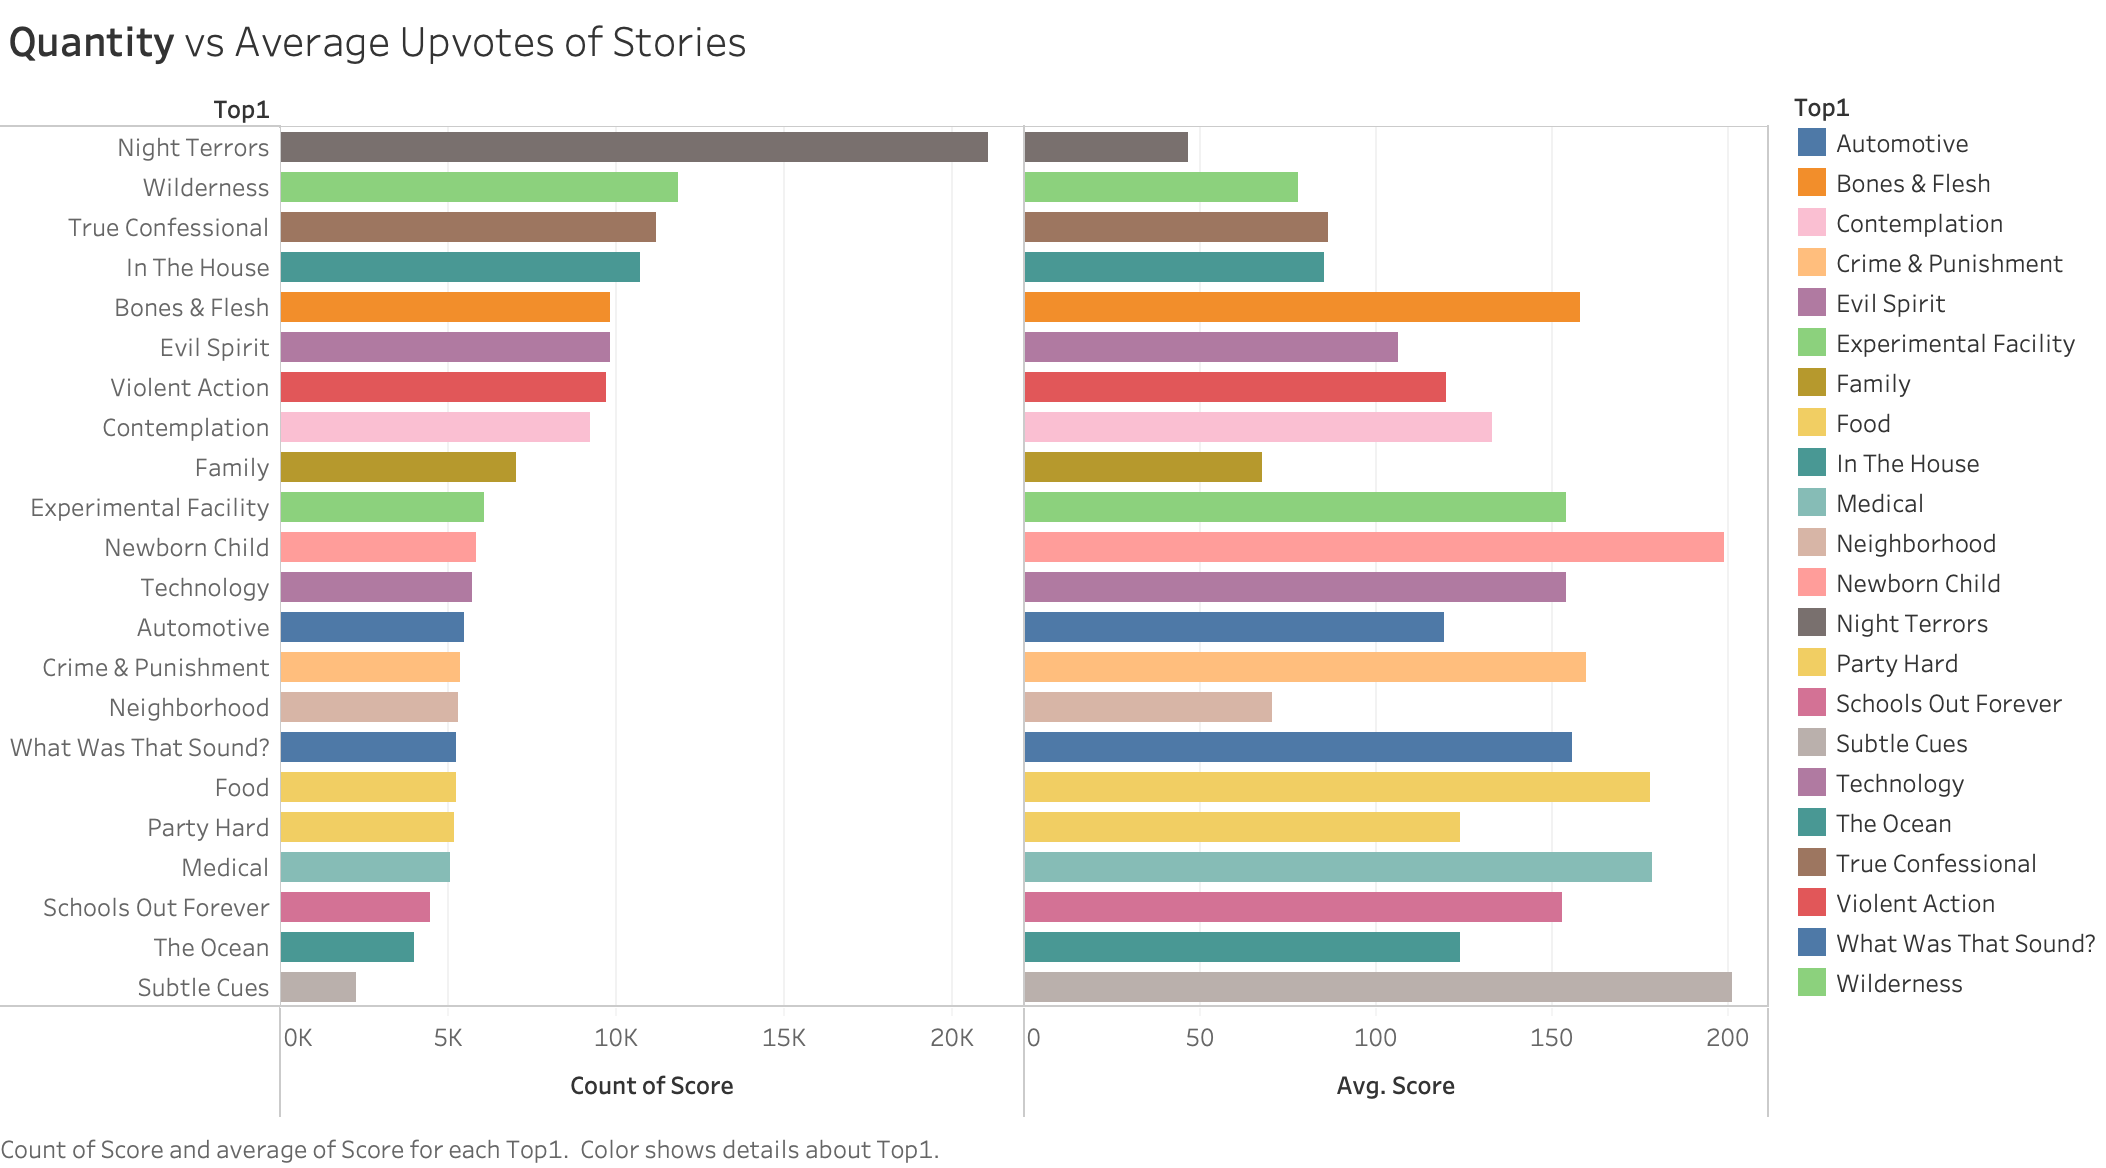 Quantity vs Average Upvotes of Stories
Top1
Night Terrors
Wilderness
True Confessional
In The House
Bones & Flesh
Evil Spirit
Violent Action
Contemplation
Family
Experimental Facility
Newborn Child
Technology
Automotive
Crime & Punishment
Neighborhood
What Was That Sound?
Food
Party Hard
Medical
Schools Out Forever
The Ocean
Subtle Cues
0K 5K 10K 15K 20K
Count of Score
0 50 100 150 200
Avg. Score
Top1
Automotive
Bones & Flesh
Contemplation
Crime & Punishment
Evil Spirit
Experimental Facility
Family
Food
In The House
Medical
Neighborhood
Newborn Child
Night Terrors
Party Hard
Schools Out Forever
Subtle Cues
Technology
The Ocean
True Confessional
Violent Action
What Was That Sound?
Wilderness
Count of Score and average of Score for each Top1.  Color shows details about Top1.